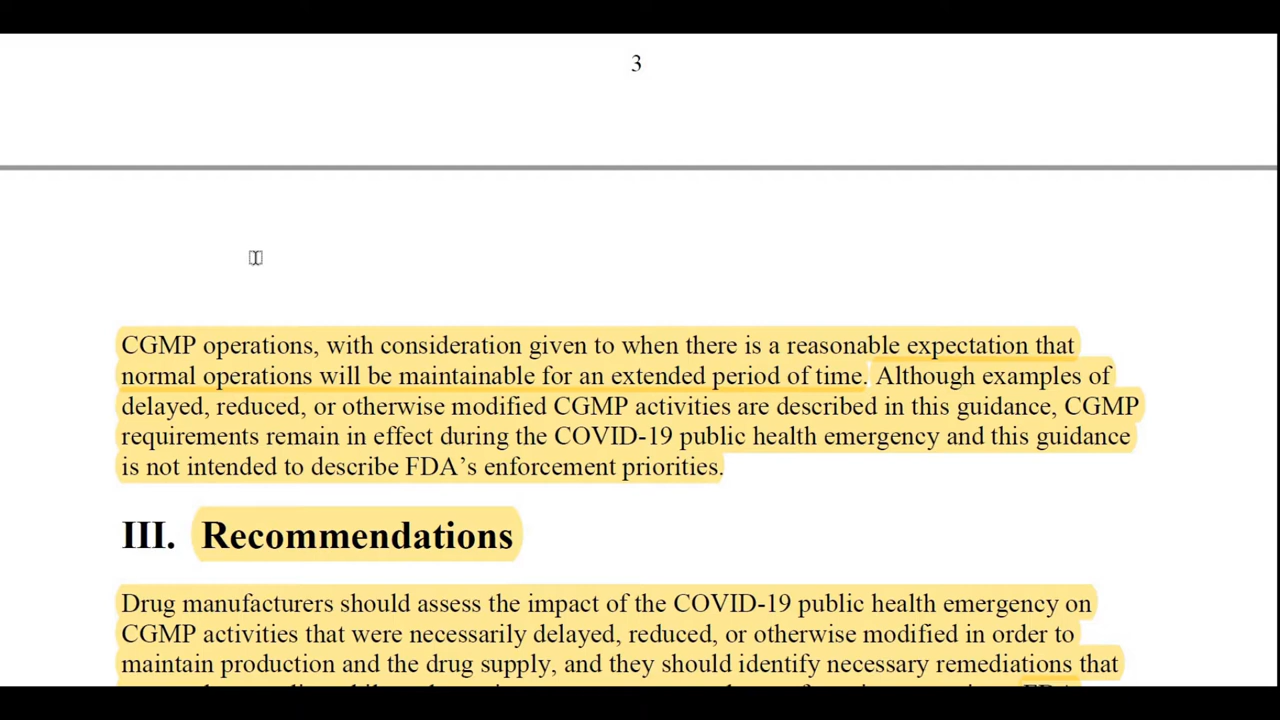 3
CGMP operations, with consideration given to when there is a reasonable expectation that
normal operations will be maintainable for an extended period of time. Although examples of
delayed, reduced, or otherwise modified CGMP activities are described in this guidance, CGMP
requirements remain in effect during the COVID-19 public health emergency and this guidance
is not intended to describe FDA’s enforcement priorities.
III. Recommendations
Drug manufacturers should assess the impact of the COVID-19 public health emergency on
CGMP activities that were necessarily delayed, reduced, or otherwise modified in order to
maintain production and the drug supply, and they should identify necessary remediations that